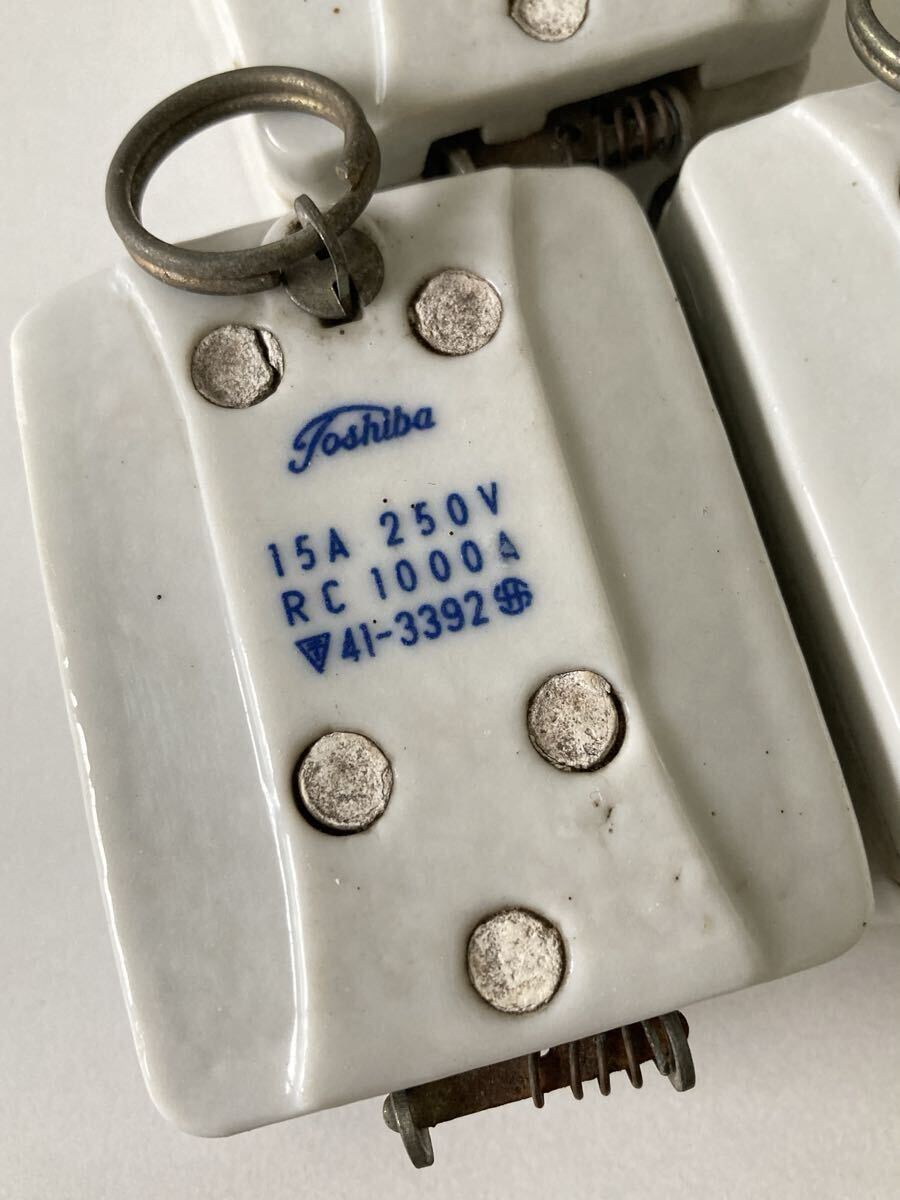 Toshiba
15A 250V
RC 1000A
▽41-3392